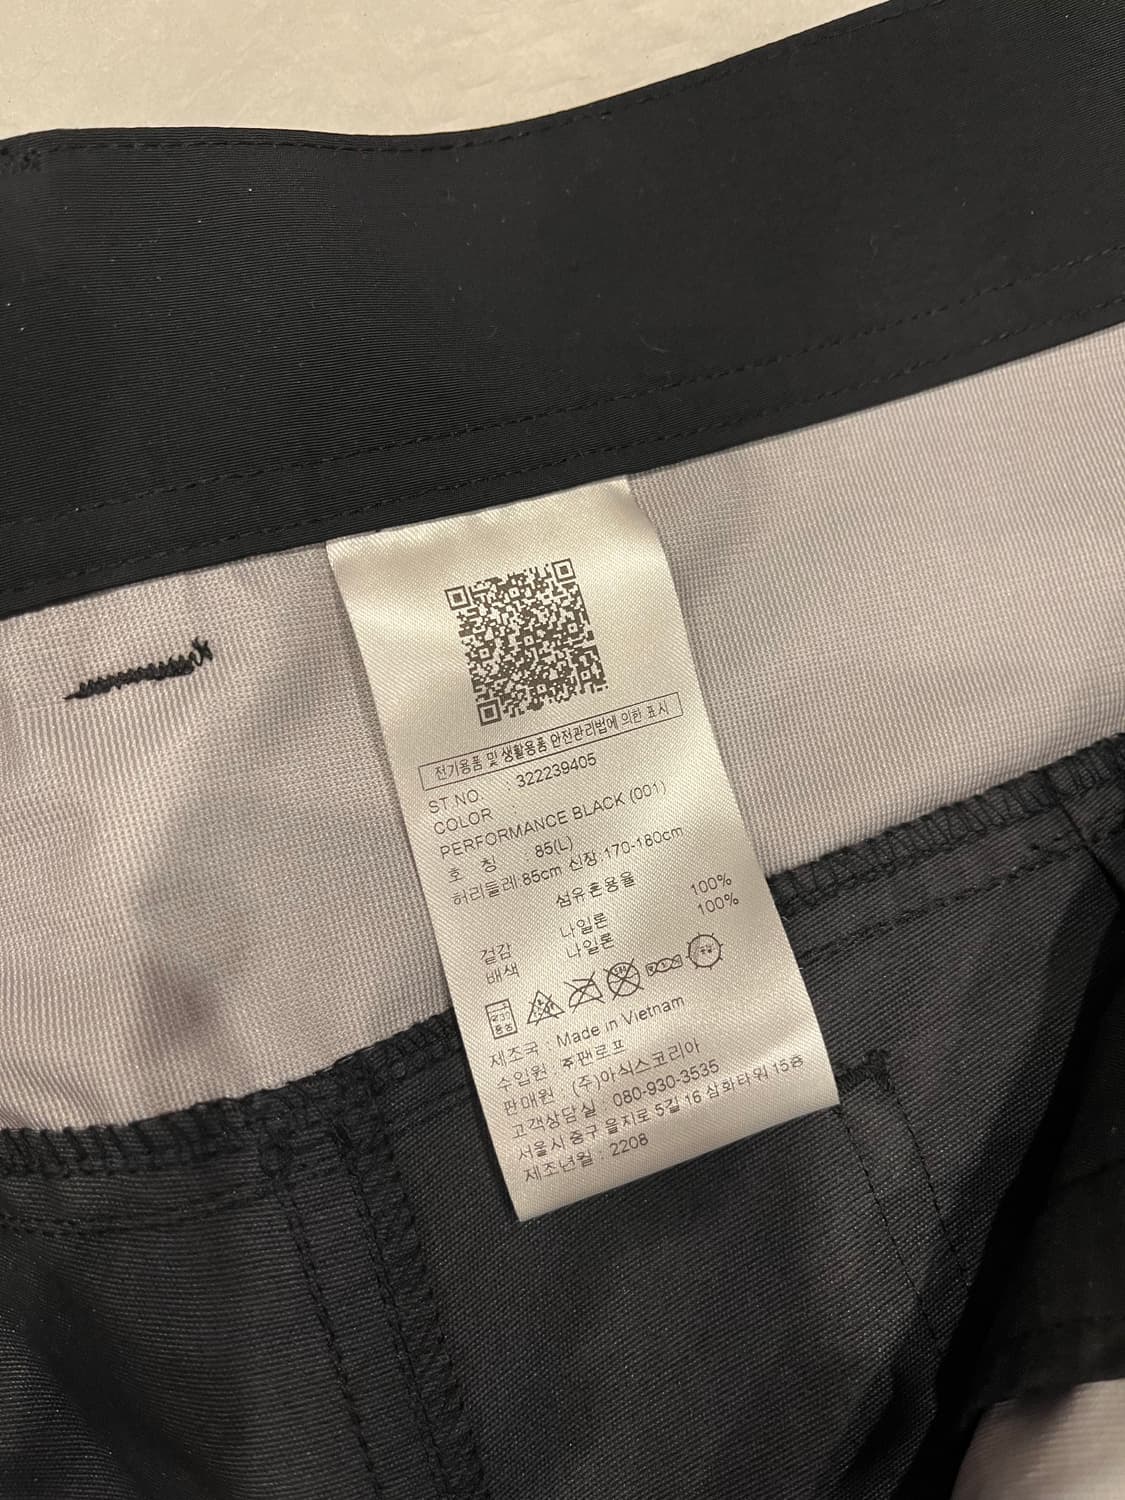 전기용품 및 생활용품 안전관리법에 의한 표시
ST NO. : 322239405
COLOR :
PERFORMANCE BLACK (001)
호 칭 : 85(L)
허리둘레:85cm 신장:170-180cm
섬유혼용율
겉감 나일론 100%
배색 나일론 100%
제조국 : Made in Vietnam
수입원 : 주팬로프
판매원 (주)아식스코리아
고객상담실 080-930-3535
서울시 중구 을지로 5길 16 삼화타워 15층
제조년월 : 2208